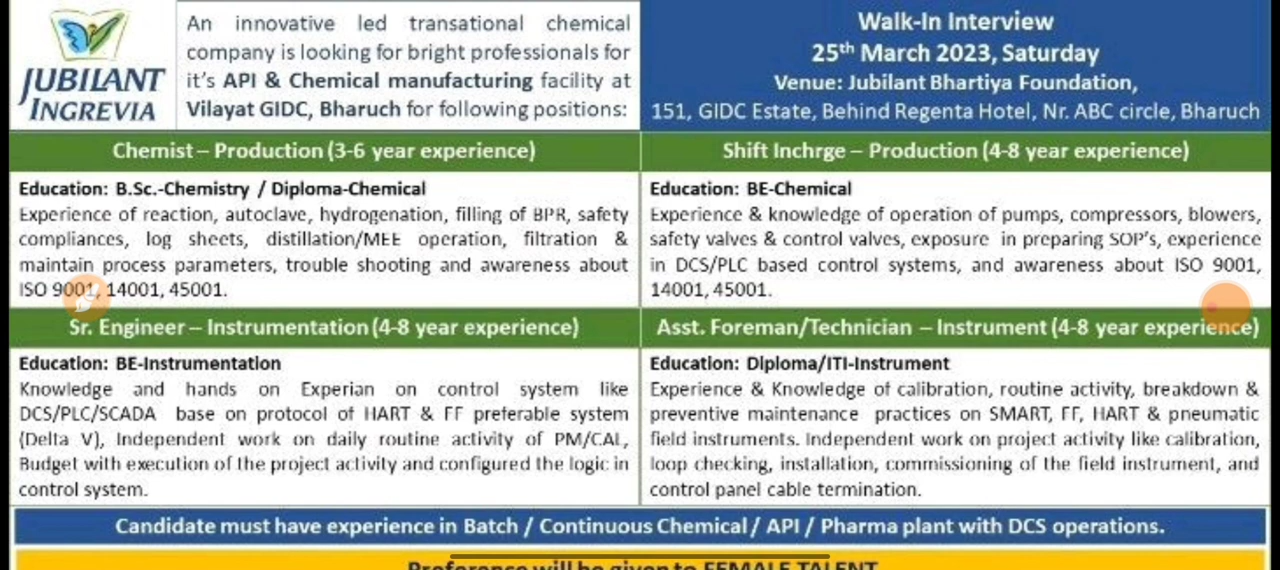 JUBILANT
INGREVIA
An innovative led transational chemical
company is looking for bright professionals for
it's API & Chemical manufacturing facility at
Vilayat GIDC, Bharuch for following positions:
Walk-In Interview
25th March 2023, Saturday
Venue: Jubilant Bhartiya Foundation,
151, GIDC Estate, Behind Regenta Hotel, Nr. ABC circle, Bharuch
Chemist – Production (3-6 year experience)
Education: B.Sc.-Chemistry / Diploma-Chemical
Experience of reaction, autoclave, hydrogenation, filling of BPR, safety
compliances, log sheets, distillation/MEE operation, filtration &
maintain process parameters, trouble shooting and awareness about
ISO 9001, 14001, 45001.
Shift Inchrge – Production (4-8 year experience)
Education: BE-Chemical
Experience & knowledge of operation of pumps, compressors, blowers,
safety valves & control valves, exposure in preparing SOP's, experience
in DCS/PLC based control systems, and awareness about ISO 9001,
14001, 45001.
Sr. Engineer – Instrumentation (4-8 year experience)
Education: BE-Instrumentation
Knowledge and hands on Experian on control system like
DCS/PLC/SCADA base on protocol of HART & FF preferable system
(Delta V), Independent work on daily routine activity of PM/CAL,
Budget with execution of the project activity and configured the logic in
control system.
Asst. Foreman/Technician – Instrument (4-8 year experience)
Education: Diploma/ITI-Instrument
Experience & Knowledge of calibration, routine activity, breakdown &
preventive maintenance practices on SMART, FF, HART & pneumatic
field instruments. Independent work on project activity like calibration,
loop checking, installation, commissioning of the field instrument, and
control panel cable termination.
Candidate must have experience in Batch / Continuous Chemical / API / Pharma plant with DCS operations.
Preference will be given to FEMALE TALENT